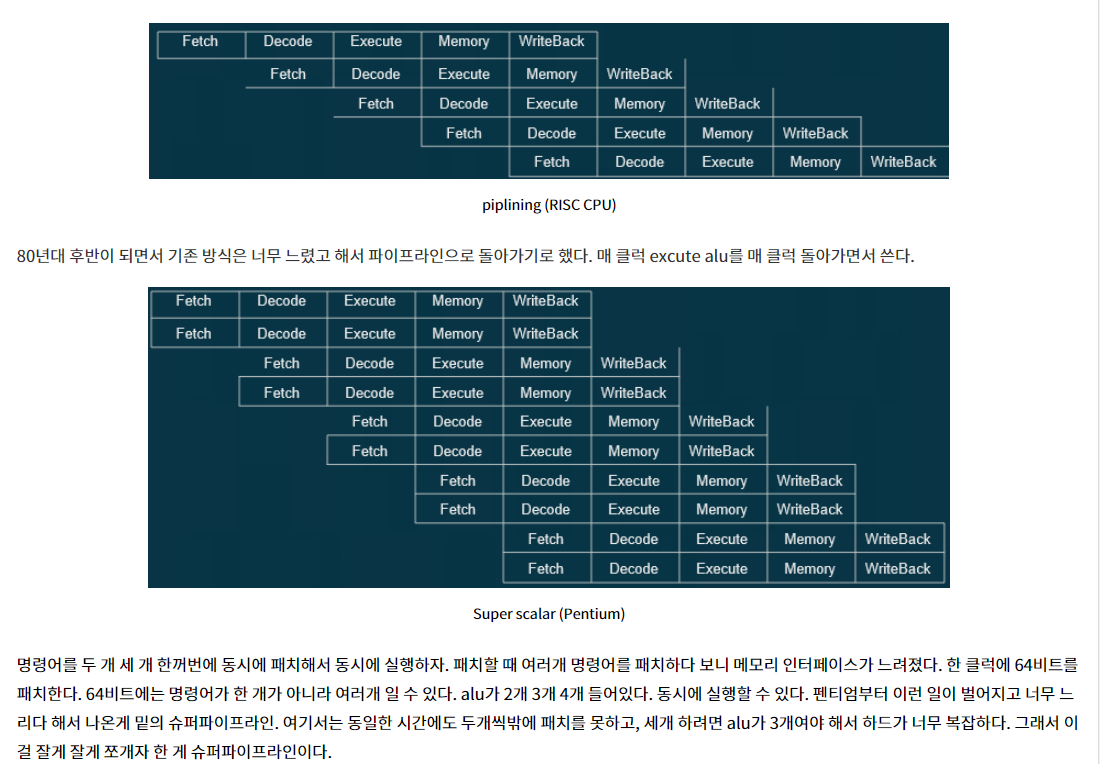 Fetch Decode Execute Memory WriteBack
Fetch Decode Execute Memory WriteBack
Fetch Decode Execute Memory WriteBack
Fetch Decode Execute Memory WriteBack
Fetch Decode Execute Memory WriteBack
piplining (RISC CPU)
80년대 후반이 되면서 기존 방식은 너무 느렸고 해서 파이프라인으로 돌아가기로 했다. 매 클럭 excute alu를 매 클럭 돌아가면서 쓴다.
Fetch Decode Execute Memory WriteBack
Fetch Decode Execute Memory WriteBack
Fetch Decode Execute Memory WriteBack
Fetch Decode Execute Memory WriteBack
Fetch Decode Execute Memory WriteBack
Fetch Decode Execute Memory WriteBack
Fetch Decode Execute Memory WriteBack
Fetch Decode Execute Memory WriteBack
Fetch Decode Execute Memory WriteBack
Fetch Decode Execute Memory WriteBack
Super scalar (Pentium)
명령어를 두 개 세 개 한꺼번에 동시에 패치해서 동시에 실행하자. 패치할 때 여러개 명령어를 패치하다 보니 메모리 인터페이스가 느려졌다. 한 클럭에 64비트를
패치한다. 64비트에는 명령어가 한 개가 아니라 여러개 일 수 있다. alu가 2개 3개 4개 들어있다. 동시에 실행할 수 있다. 펜티엄부터 이런 일이 벌어지고 너무 느
리다 해서 나온게 밑의 슈퍼파이프라인. 여기서는 동일한 시간에도 두개씩밖에 패치를 못하고, 세개 하려면 alu가 3개여야 해서 하드가 너무 복잡하다. 그래서 이
걸 잘게 잘게 쪼개자 한 게 슈퍼파이프라인이다.